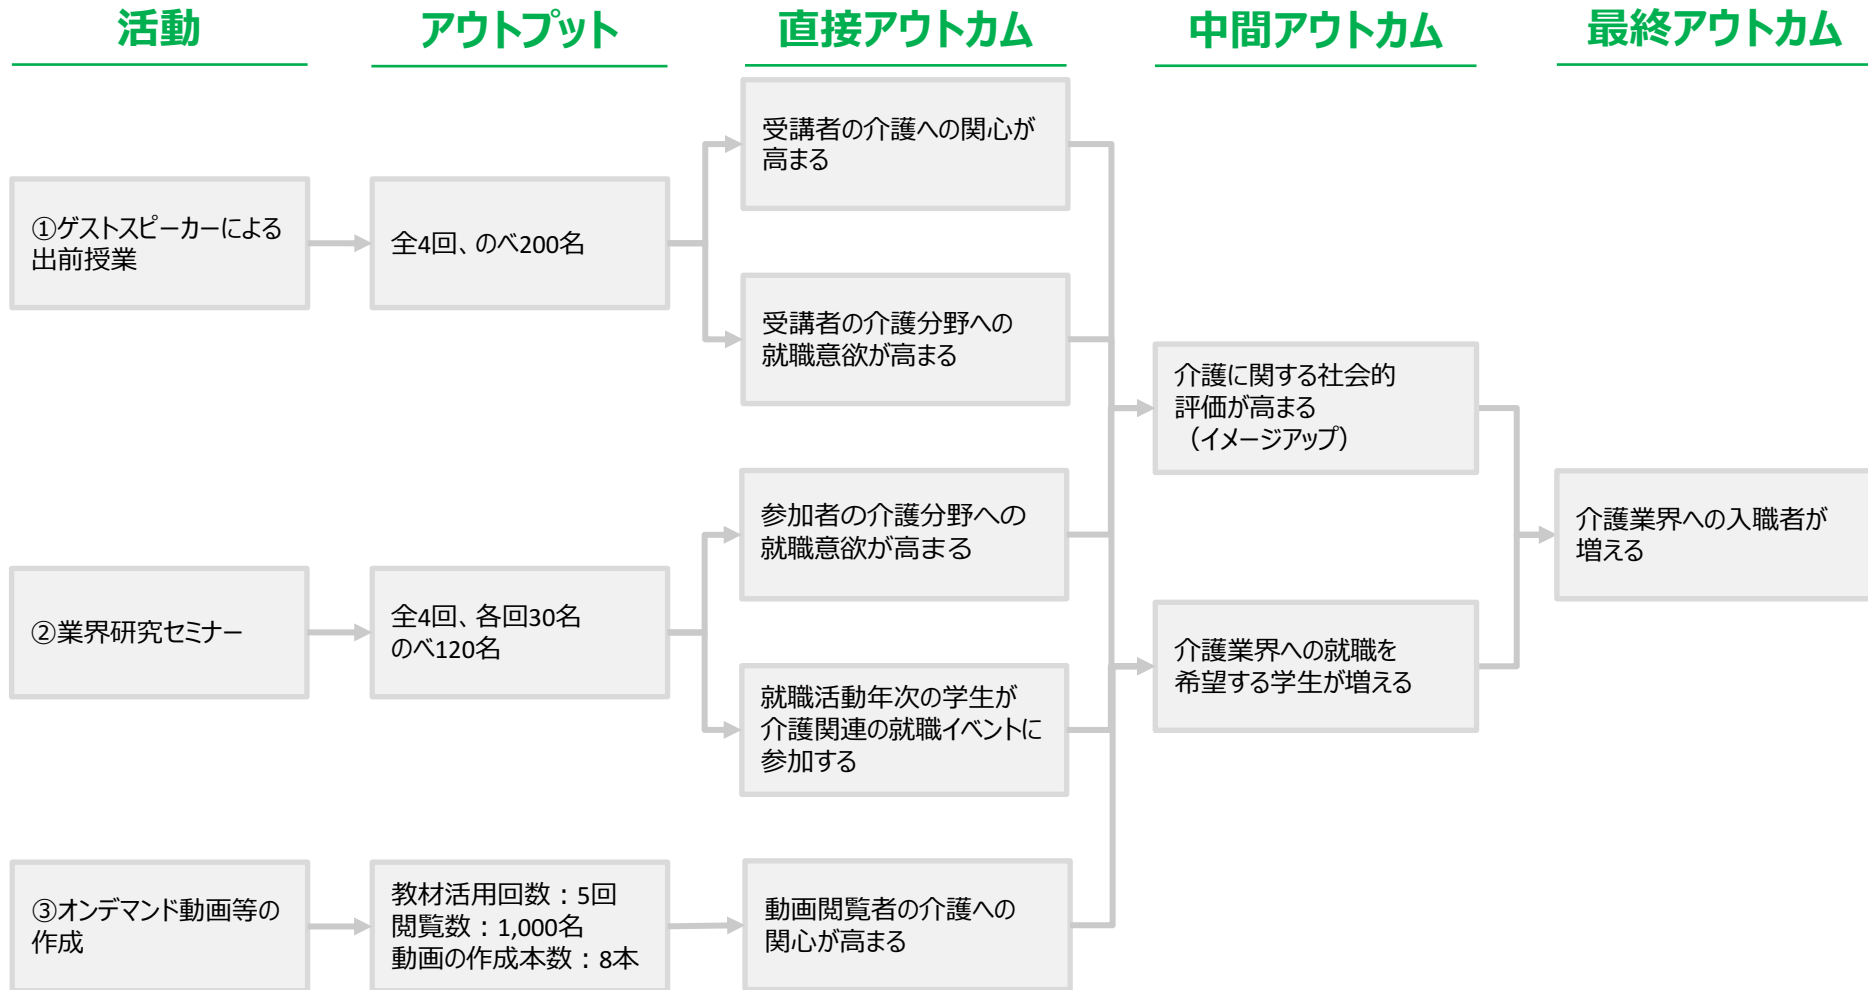 活動
アウトプット
直接アウトカム
中間アウトカム
最終アウトカム
①ゲストスピーカーによる
出前授業
全4回、のべ200名
受講者の介護への関心が
高まる
受講者の介護分野への
就職意欲が高まる
②業界研究セミナー
全4回、各回30名
のべ120名
参加者の介護分野への
就職意欲が高まる
就職活動年次の学生が
介護関連の就職イベントに
参加する
③オンデマンド動画等の
作成
教材活用回数：5回
閲覧数：1,000名
動画の作成本数：8本
動画閲覧者の介護への
関心が高まる
介護に関する社会的
評価が高まる
（イメージアップ）
介護業界への就職を
希望する学生が増える
介護業界への入職者が
増える